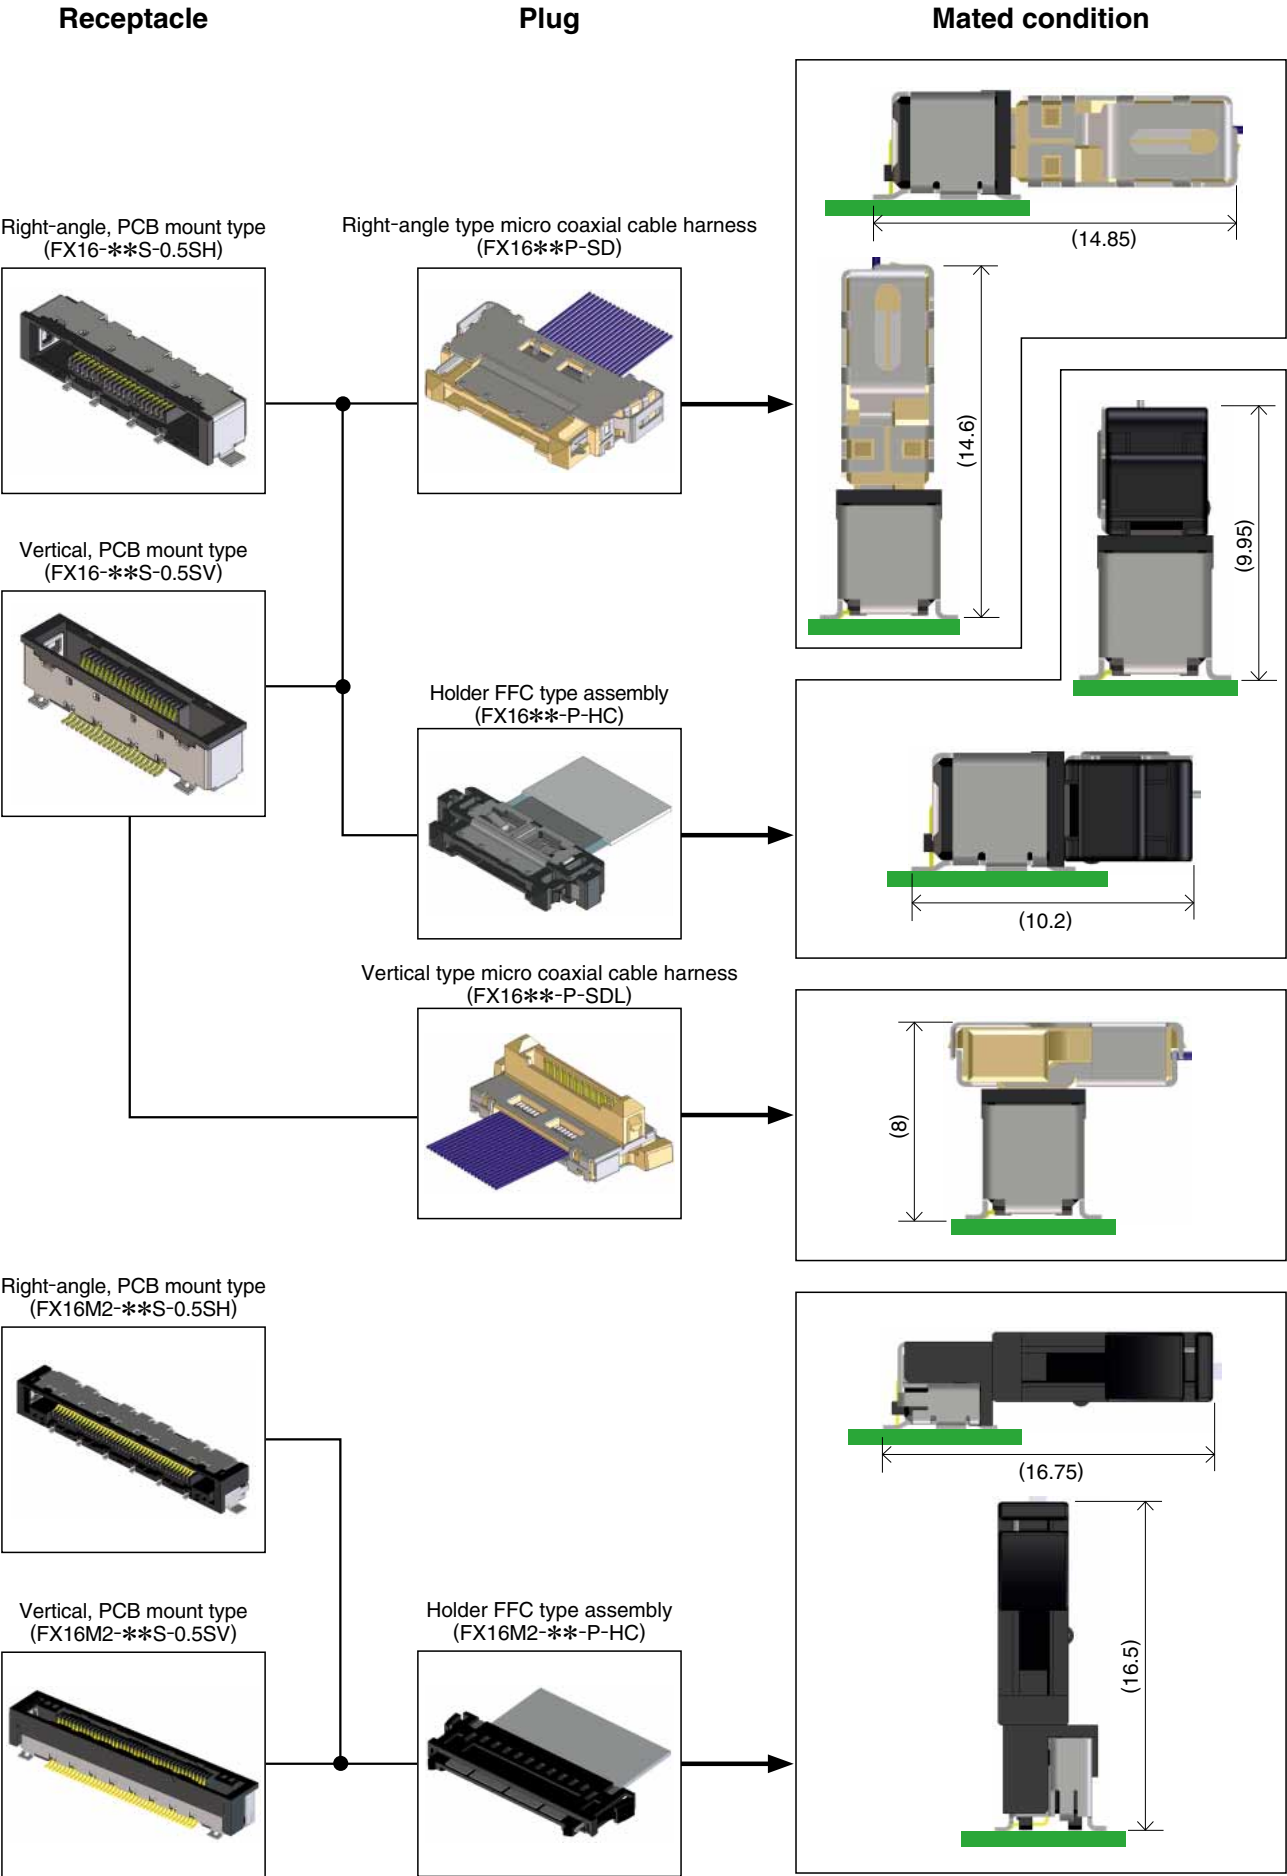 Receptacle
Plug
Mated condition
Right-angle, PCB mount type
(FX16-**S-0.5SH)
Right-angle type micro coaxial cable harness
(FX16**P-SD)
(14.85)
(14.6)
(9.95)
Vertical, PCB mount type
(FX16-**S-0.5SV)
Holder FFC type assembly
(FX16**-P-HC)
(10.2)
Vertical type micro coaxial cable harness
(FX16**-P-SDL)
(8)
Right-angle, PCB mount type
(FX16M2-**S-0.5SH)
(16.75)
(16.5)
Vertical, PCB mount type
(FX16M2-**S-0.5SV)
Holder FFC type assembly
(FX16M2-**-P-HC)